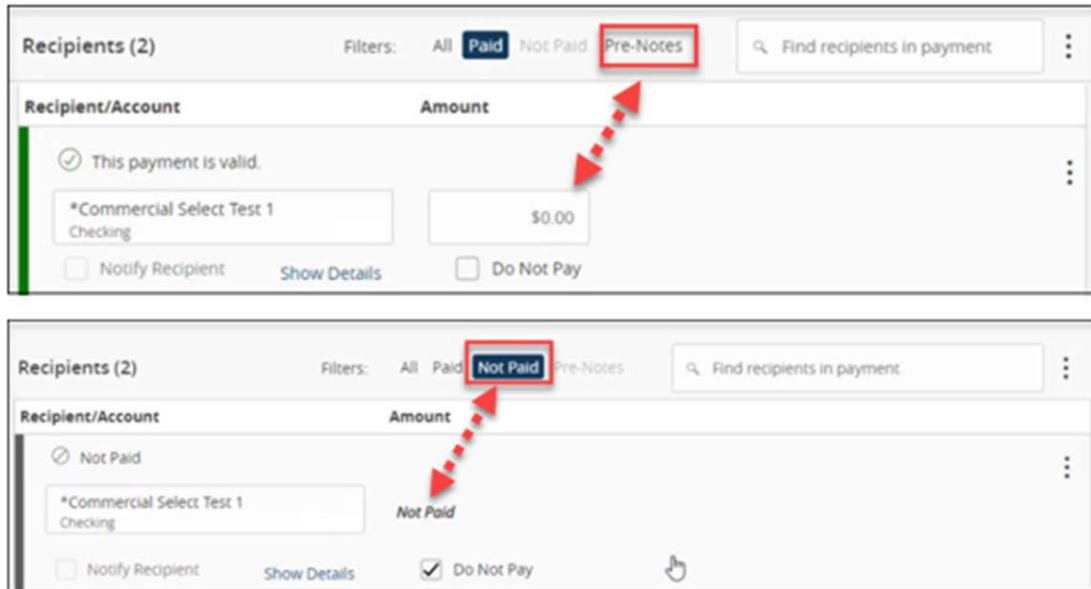 Recipients (2) Filters: All Paid Not Paid Pre-Notes Find recipients in payment
Recipient/Account Amount
This payment is valid.
*Commercial Select Test 1 $0.00
Checking
Notify Recipient Show Details Do Not Pay
Recipients (2) Filters: All Paid Not Paid Pre-Notes Find recipients in payment
Recipient/Account Amount
Not Paid
*Commercial Select Test 1 Not Paid
Checking
Notify Recipient Show Details Do Not Pay